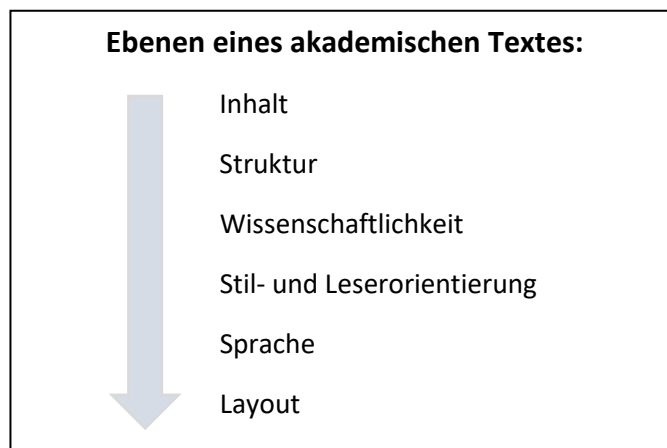 Ebenen eines akademischen Textes:
Inhalt
Struktur
Wissenschaftlichkeit
Stil- und Leserorientierung
Sprache
Layout